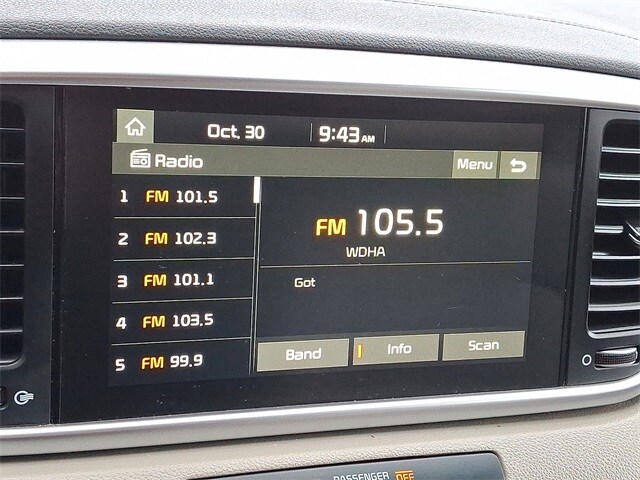 Oct. 30 9:43 AM
Radio Menu
1 FM 101.5
2 FM 102.3
3 FM 101.1
4 FM 103.5
5 FM 99.9
FM 105.5
WDHA
Got
Band Info Scan
PASSENGER OFF